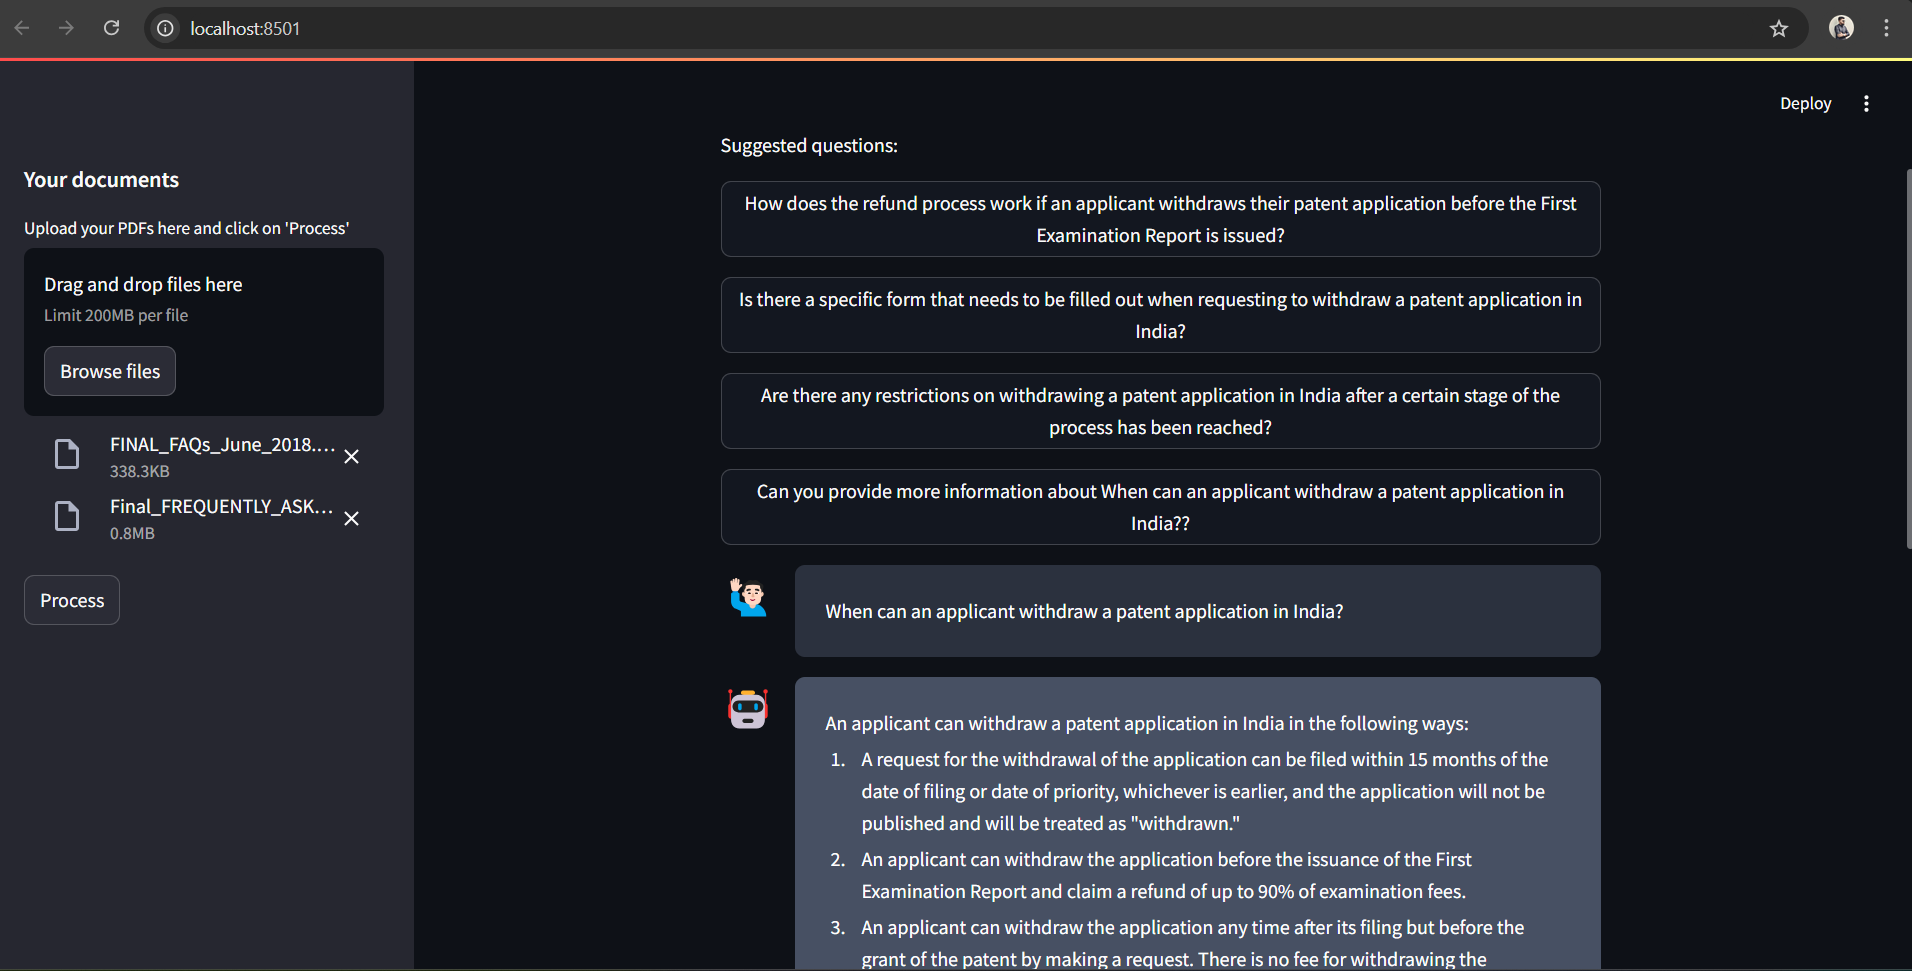 localhost:8501
Deploy
Your documents
Upload your PDFs here and click on 'Process'
Drag and drop files here
Limit 200MB per file
Browse files
FINAL_FAQs_June_2018....
338.3KB
Final_FREQUENTLY_ASK...
0.8MB
Process
Suggested questions:
How does the refund process work if an applicant withdraws their patent application before the First
Examination Report is issued?
Is there a specific form that needs to be filled out when requesting to withdraw a patent application in
India?
Are there any restrictions on withdrawing a patent application in India after a certain stage of the
process has been reached?
Can you provide more information about When can an applicant withdraw a patent application in
India??
When can an applicant withdraw a patent application in India?
An applicant can withdraw a patent application in India in the following ways:
1. A request for the withdrawal of the application can be filed within 15 months of the
date of filing or date of priority, whichever is earlier, and the application will not be
published and will be treated as "withdrawn."
2. An applicant can withdraw the application before the issuance of the First
Examination Report and claim a refund of up to 90% of examination fees.
3. An applicant can withdraw the application any time after its filing but before the
grant of the patent by making a request. There is no fee for withdrawing the